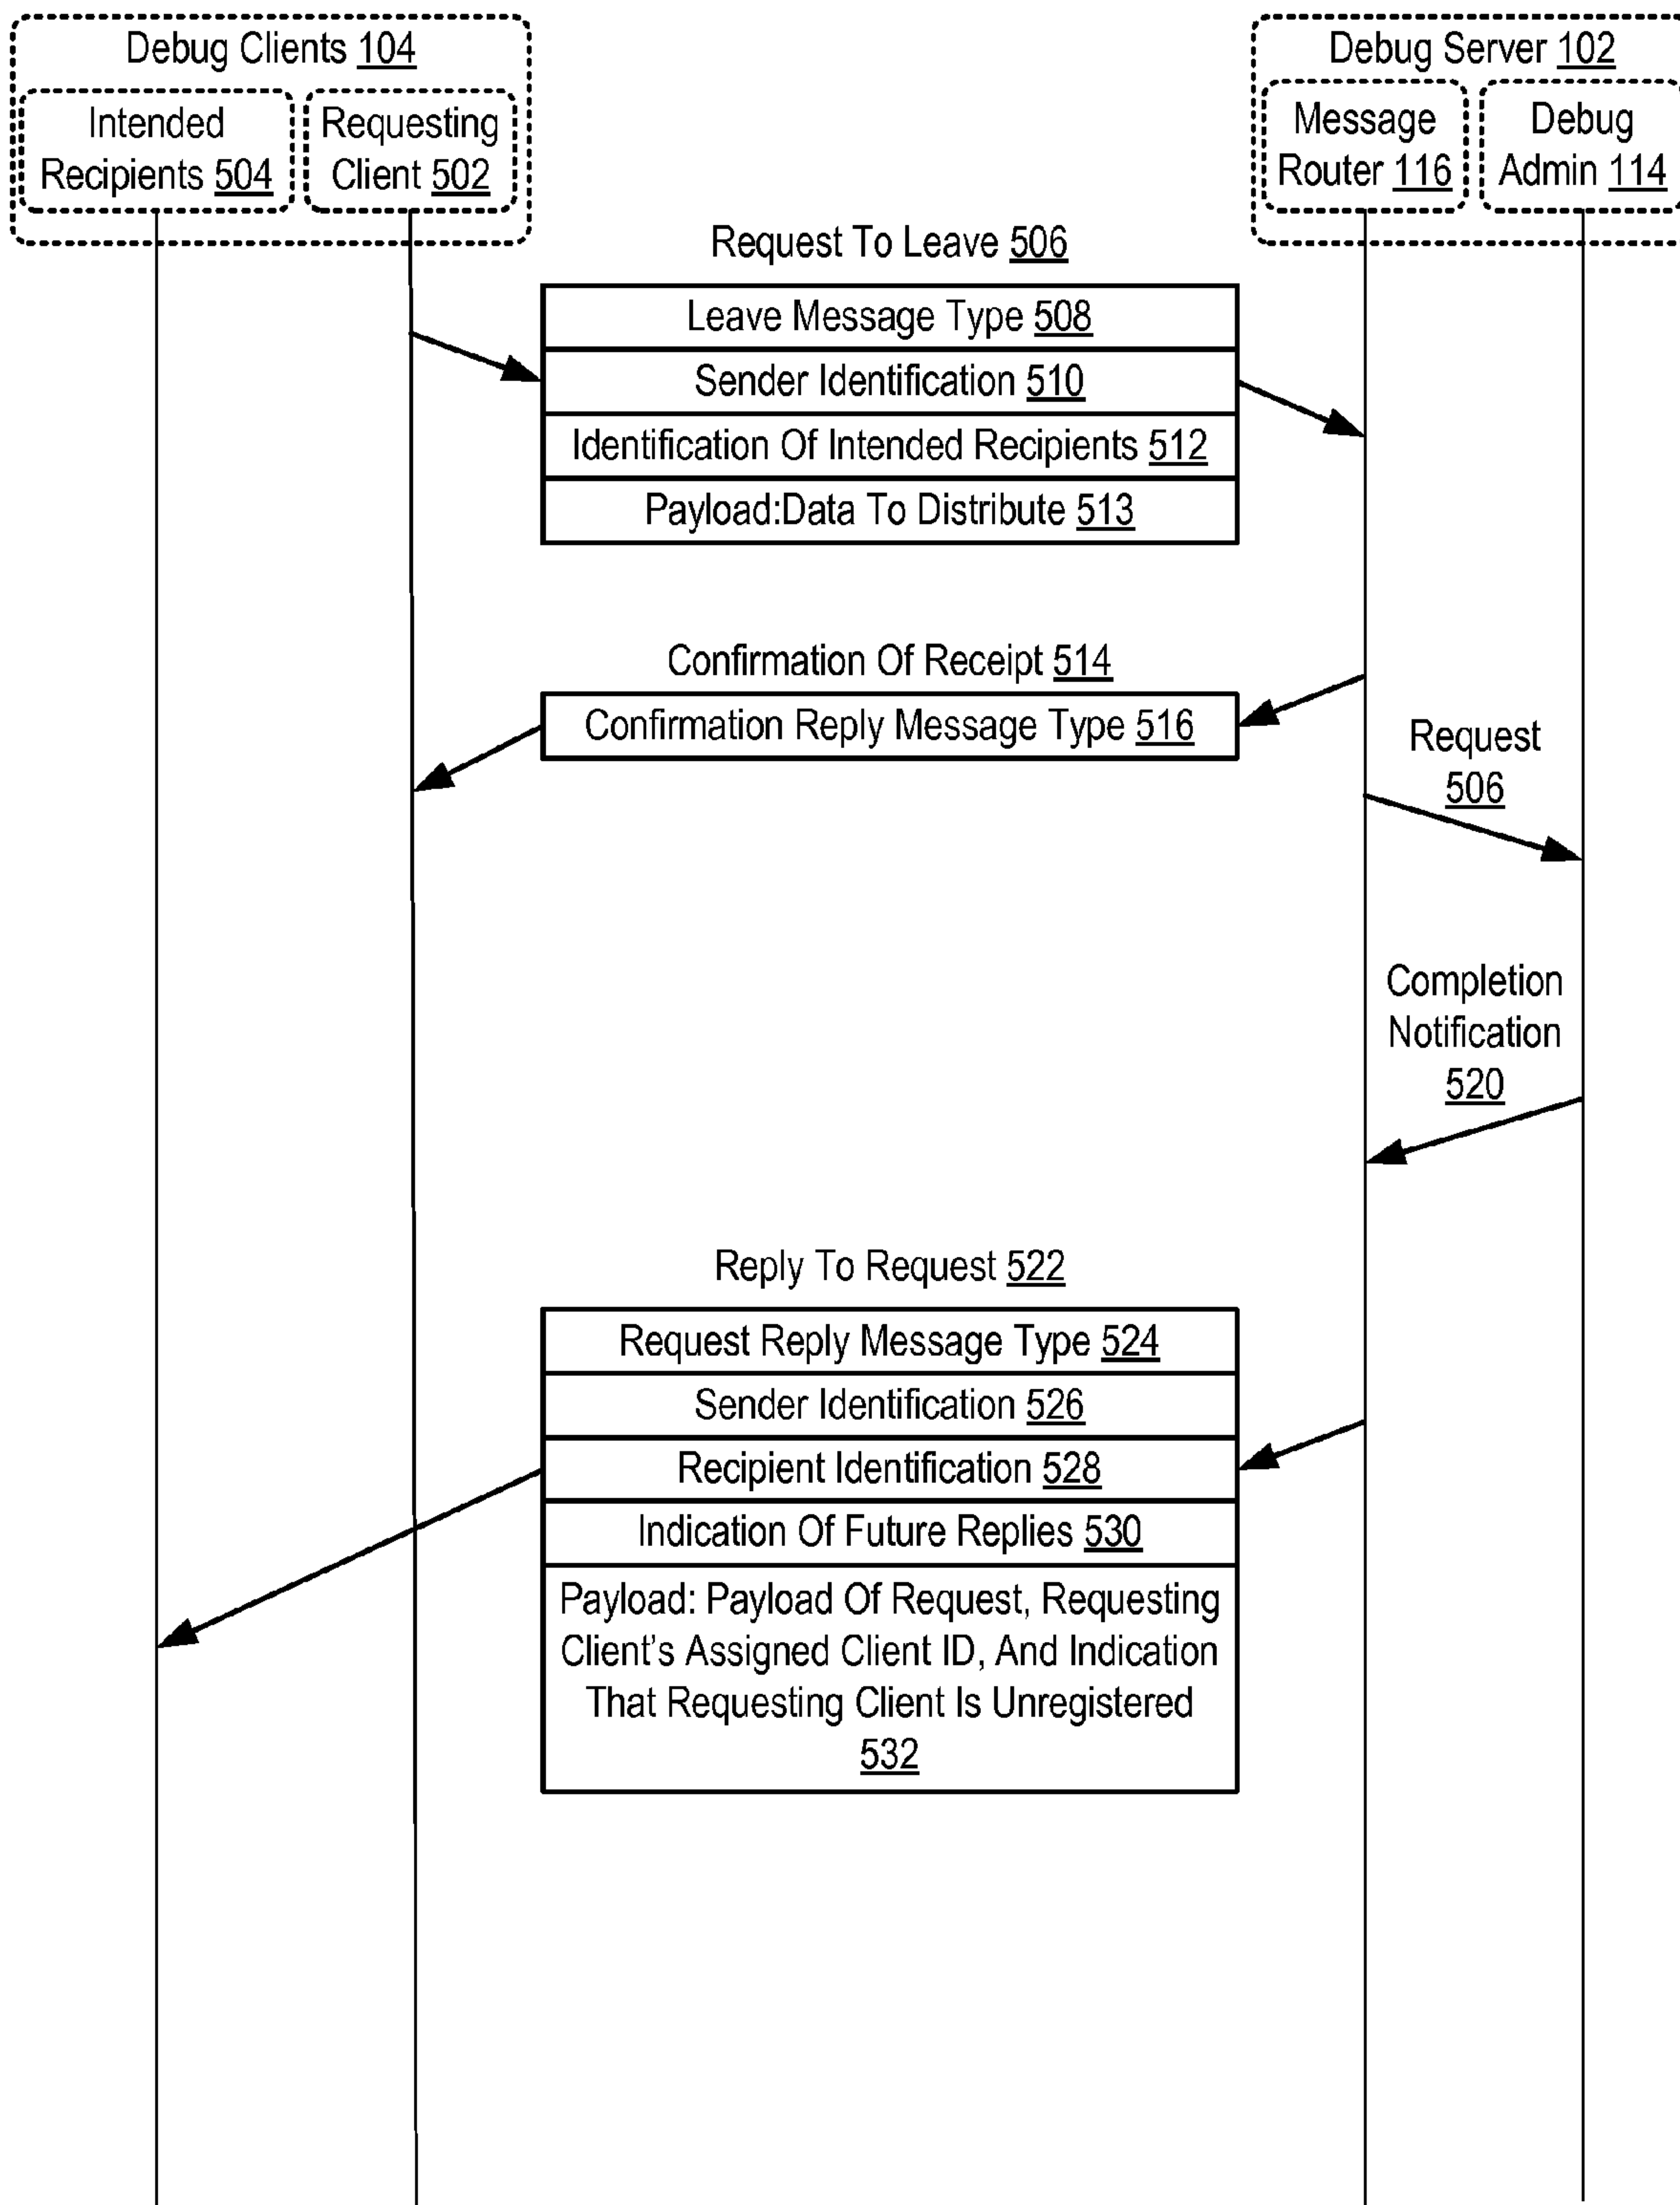 Debug Clients 104
Intended
Recipients 504
Requesting
Client 502
Debug Server 102
Message
Router 116
Debug
Admin 114
Request To Leave 506
Leave Message Type 508
Sender Identification 510
Identification Of Intended Recipients 512
Payload:Data To Distribute 513
Confirmation Of Receipt 514
Confirmation Reply Message Type 516
Request
506
Completion
Notification
520
Reply To Request 522
Request Reply Message Type 524
Sender Identification 526
Recipient Identification 528
Indication Of Future Replies 530
Payload: Payload Of Request, Requesting
Client's Assigned Client ID, And Indication
That Requesting Client Is Unregistered
532